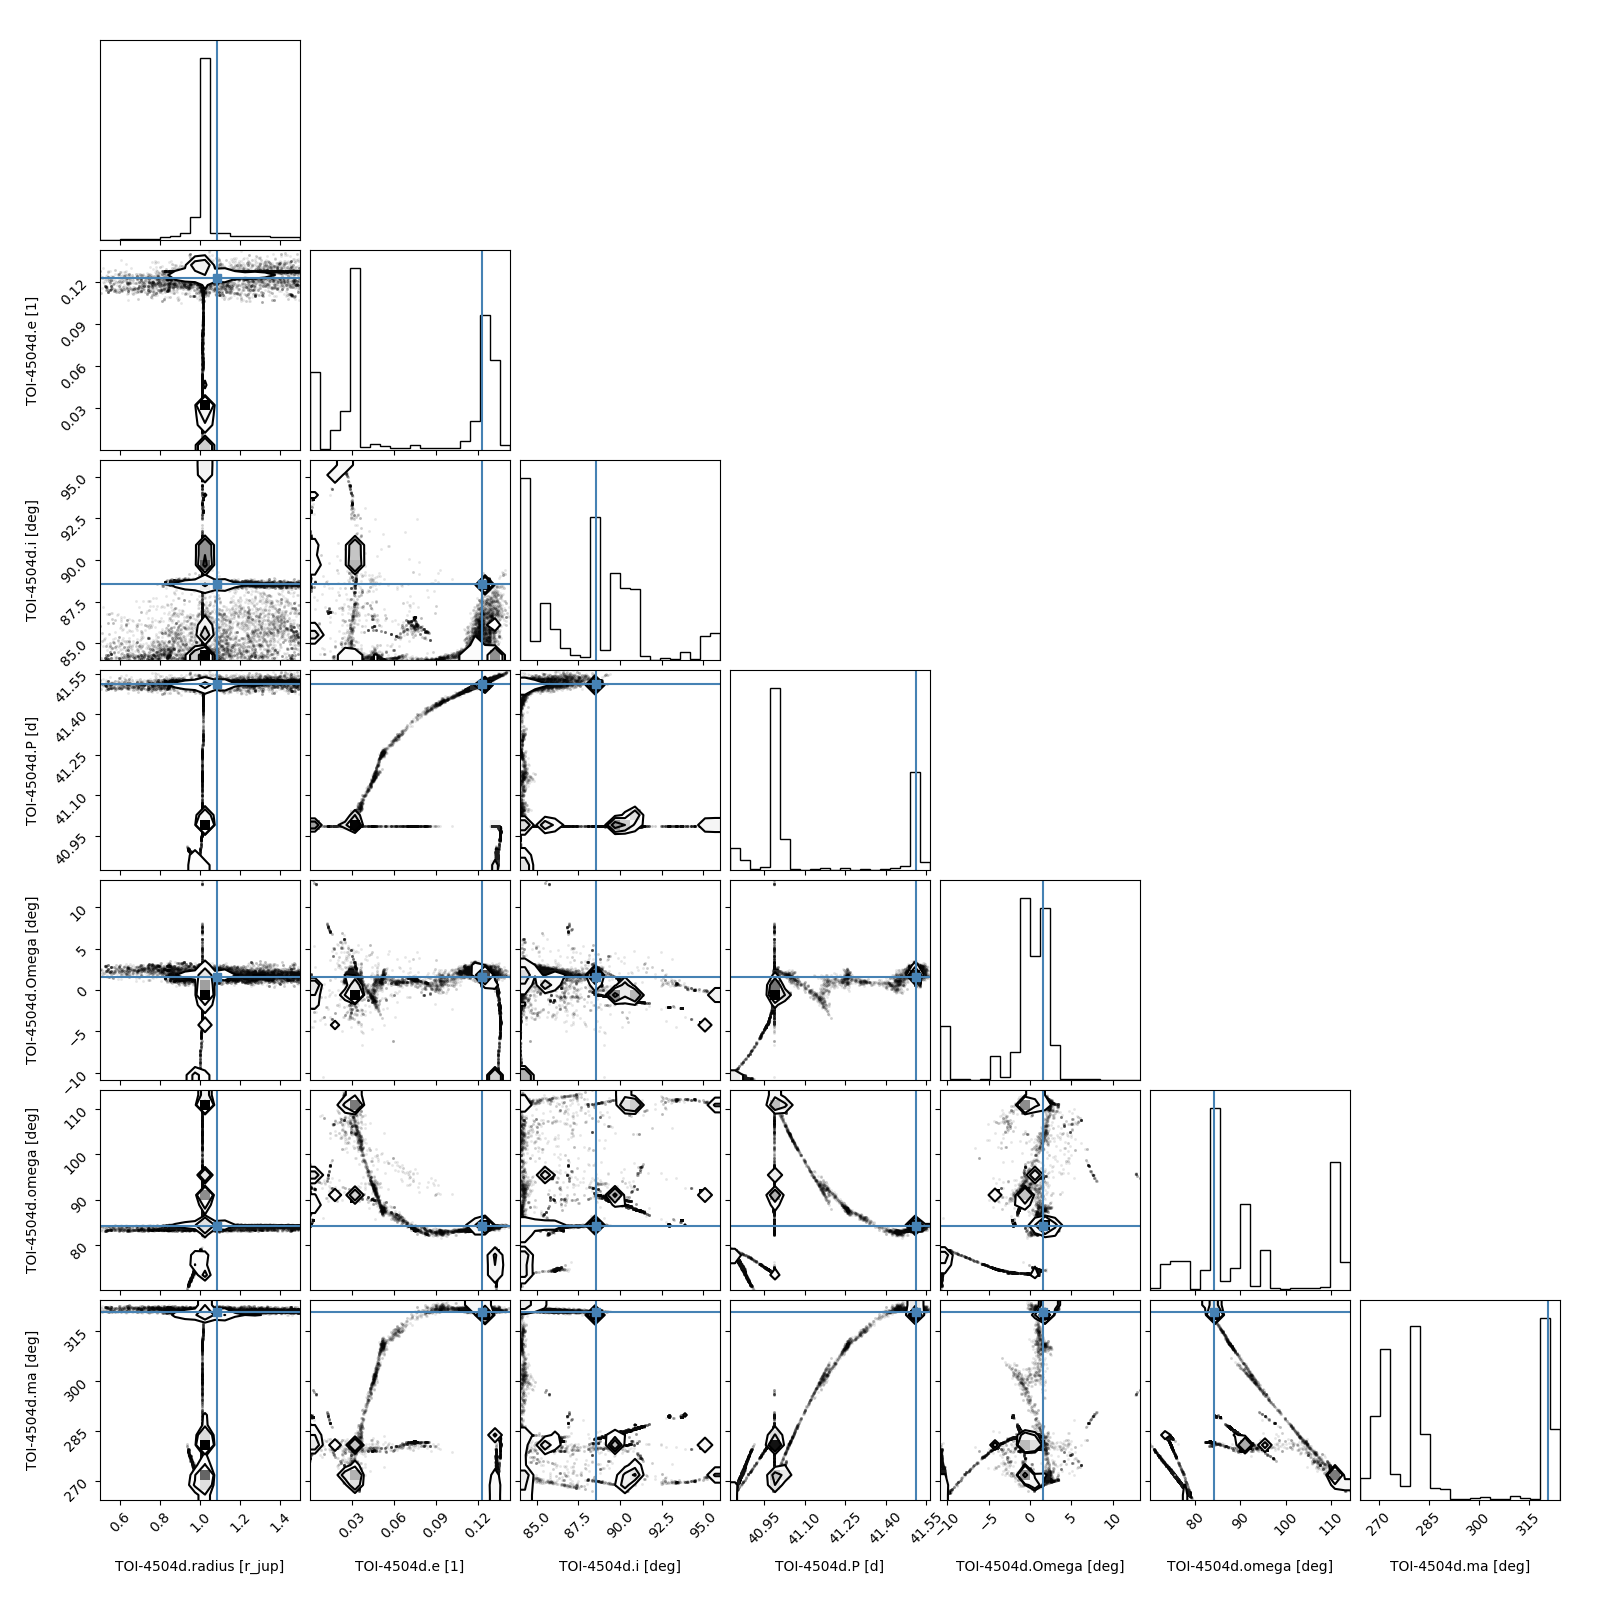 0.12
0.09
0.06
0.03
TOI-4504d.e [1]
95.0
92.5
90.0
87.5
85.0
TOI-4504d.i [deg]
41.55
41.40
41.25
41.10
40.95
TOI-4504d.P [d]
10
5
0
−5
−10
TOI-4504d.Omega [deg]
110
100
90
80
TOI-4504d.omega [deg]
315
300
285
270
TOI-4504d.ma [deg]
0.6 0.8 1.0 1.2 1.4
0.03 0.06 0.09 0.12
85.0 87.5 90.0 92.5 95.0
40.95 41.10 41.25 41.40 41.55
−10 −5 0 5 10
80 90 100 110
270 285 300 315
TOI-4504d.radius [r_jup]
TOI-4504d.e [1]
TOI-4504d.i [deg]
TOI-4504d.P [d]
TOI-4504d.Omega [deg]
TOI-4504d.omega [deg]
TOI-4504d.ma [deg]